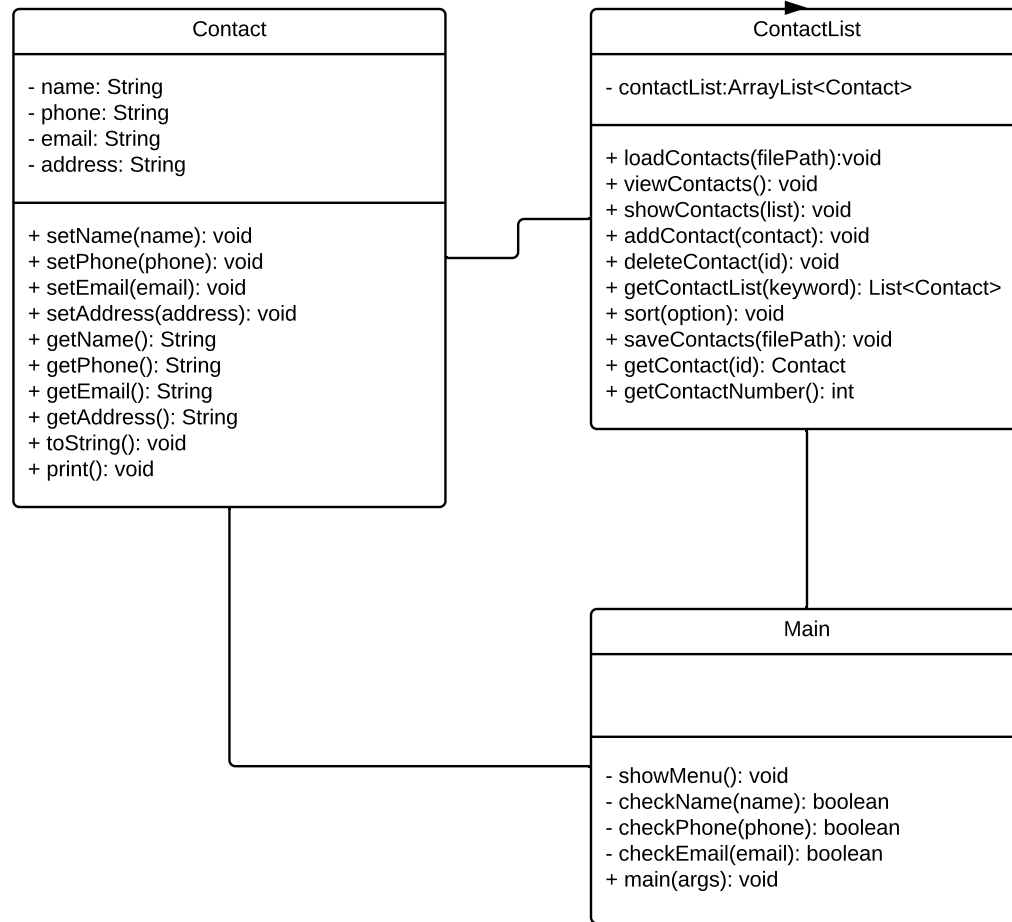 Contact
- name: String
- phone: String
- email: String
- address: String
+ setName(name): void
+ setPhone(phone): void
+ setEmail(email): void
+ setAddress(address): void
+ getName(): String
+ getPhone(): String
+ getEmail(): String
+ getAddress(): String
+ toString(): void
+ print(): void
ContactList
- contactList:ArrayList<Contact>
+ loadContacts(filePath):void
+ viewContacts(): void
+ showContacts(list): void
+ addContact(contact): void
+ deleteContact(id): void
+ getContactList(keyword): List<Contact>
+ sort(option): void
+ saveContacts(filePath): void
+ getContact(id): Contact
+ getContactNumber(): int
Main
- showMenu(): void
- checkName(name): boolean
- checkPhone(phone): boolean
- checkEmail(email): boolean
+ main(args): void